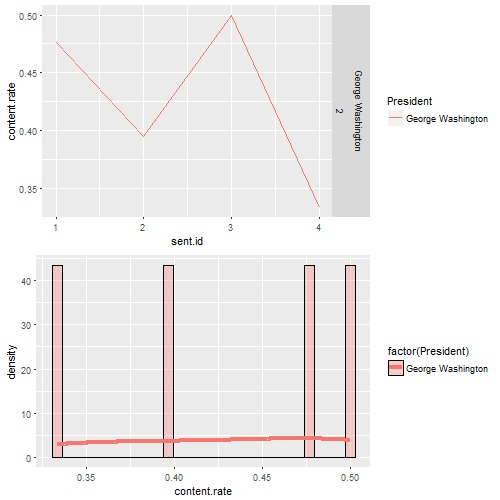 0.50
0.45
0.40
0.35
content.rate
1
2
3
4
sent.id
George Washington
2
President
George Washington
40
30
20
10
0
density
0.35
0.40
0.45
0.50
content.rate
factor(President)
George Washington